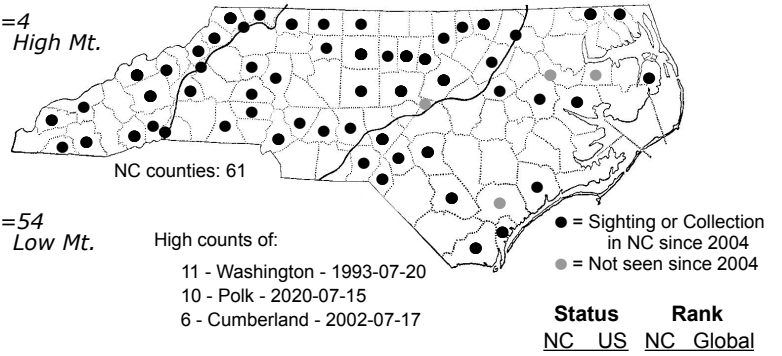 =4
High Mt.
NC counties: 61
=54
Low Mt.
High counts of:
11 - Washington - 1993-07-20
10 - Polk - 2020-07-15
6 - Cumberland - 2002-07-17
= Sighting or Collection
in NC since 2004
= Not seen since 2004
Status Rank
NC US NC Global